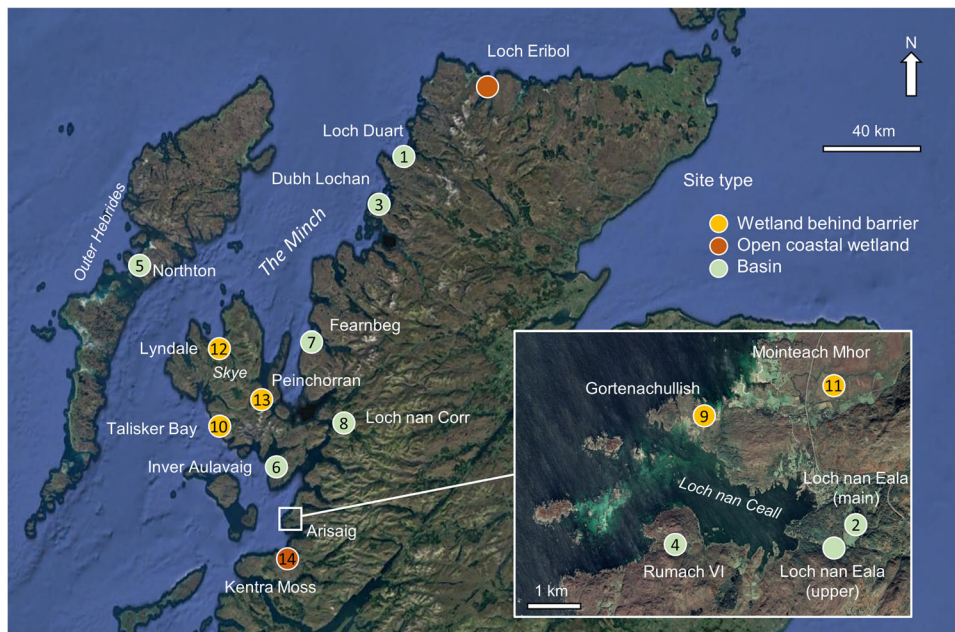 Loch Eribol
N
Loch Duart
1
40 km
Dubh Lochan
3
Site type
Outer Hebrides
The Minch
Wetland behind barrier
Open coastal wetland
Basin
5
Northton
Fearnbeg
7
Lyndale
12
Skye
Peinchorran
13
Talisker Bay
10
8
Loch nan Corr
Inver Aulavaig
6
Arisaig
14
Kentra Moss
Mointeach Mhor
11
Gortenachullish
9
Loch nan Ceall
Loch nan Eala
(main)
2
4
Rumach VI
Loch nan Eala
(upper)
1 km